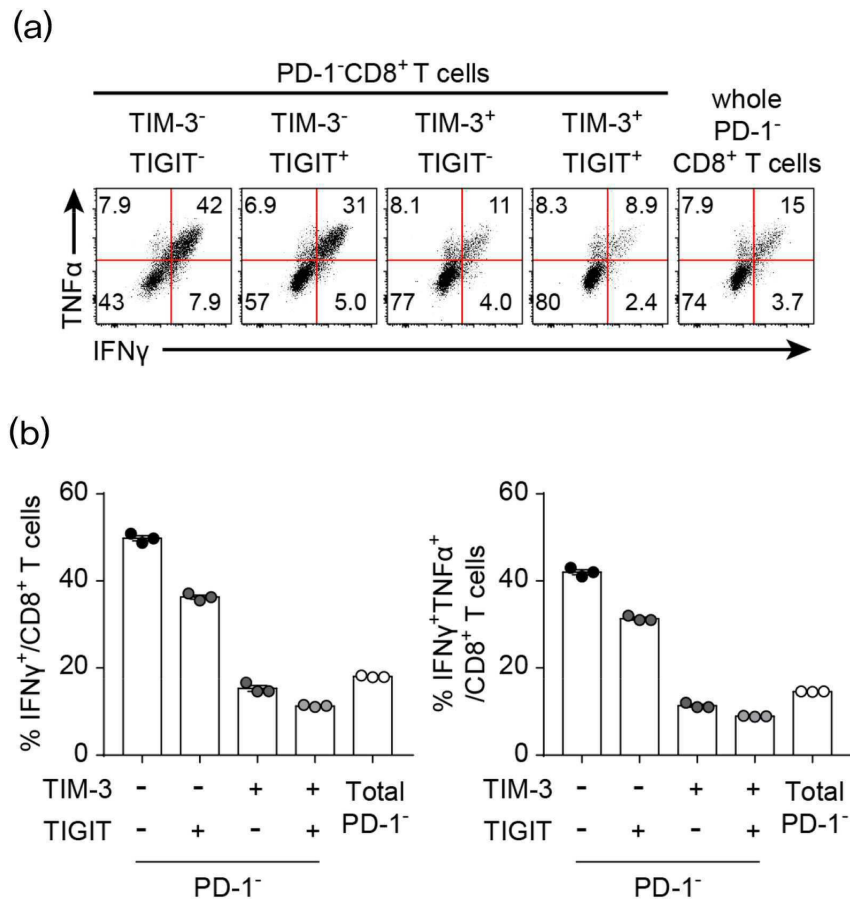 (a)
PD-1⁻CD8⁺ T cells
TIM-3⁻ TIM-3⁻ TIM-3⁺ TIM-3⁺ whole
TIGIT⁻ TIGIT⁺ TIGIT⁻ TIGIT⁺ PD-1⁻
CD8⁺ T cells
7.9 42 6.9 31 8.1 11 8.3 8.9 7.9 15
43 7.9 57 5.0 77 4.0 80 2.4 74 3.7
TNFα
IFNγ
(b)
% IFNγ⁺/CD8⁺ T cells
60
40
20
0
TIM-3 - - + + Total
TIGIT - + - + PD-1⁻
PD-1⁻
% IFNγ⁺TNFα⁺
/CD8⁺ T cells
60
40
20
0
TIM-3 - - + + Total
TIGIT - + - + PD-1⁻
PD-1⁻